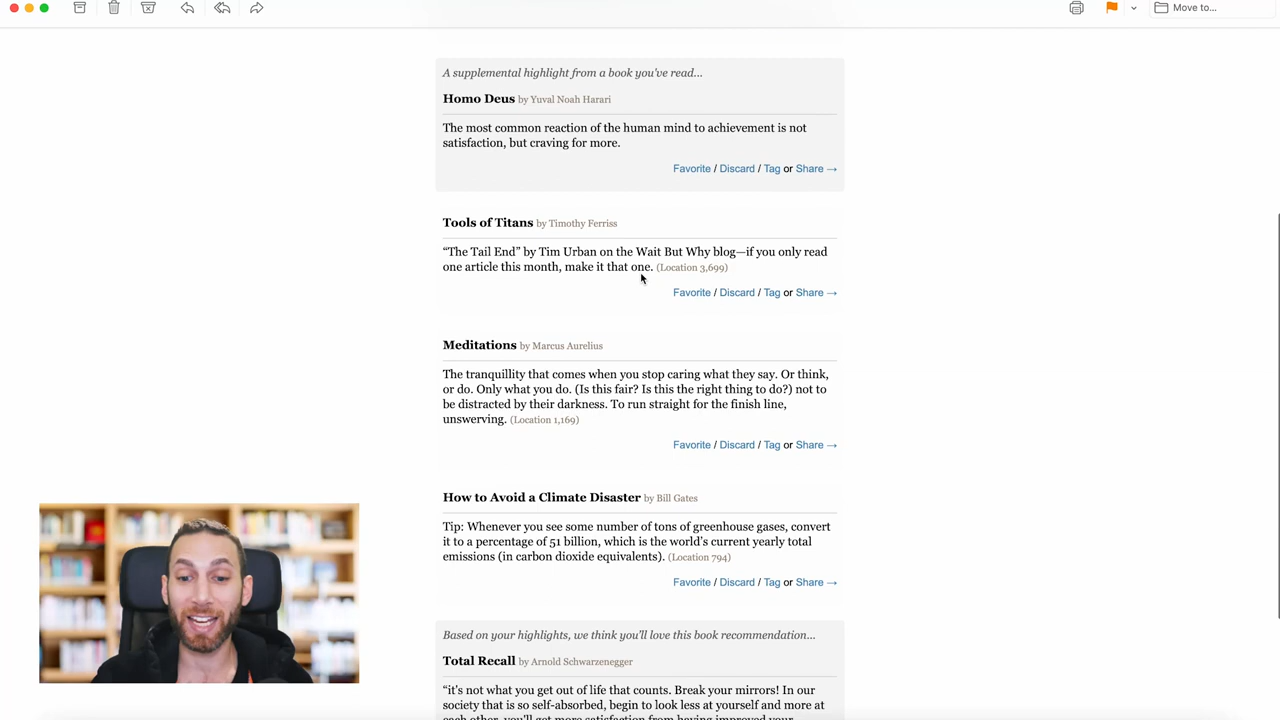 Move to...
A supplemental highlight from a book you've read...
Homo Deus by Yuval Noah Harari
The most common reaction of the human mind to achievement is not
satisfaction, but craving for more.
Favorite / Discard / Tag or Share →
Tools of Titans by Timothy Ferriss
“The Tail End” by Tim Urban on the Wait But Why blog—if you only read
one article this month, make it that one. (Location 3,699)
Favorite / Discard / Tag or Share →
Meditations by Marcus Aurelius
The tranquillity that comes when you stop caring what they say. Or think,
or do. Only what you do. (Is this fair? Is this the right thing to do?) not to
be distracted by their darkness. To run straight for the finish line,
unswerving. (Location 1,169)
Favorite / Discard / Tag or Share →
How to Avoid a Climate Disaster by Bill Gates
Tip: Whenever you see some number of tons of greenhouse gases, convert
it to a percentage of 51 billion, which is the world’s current yearly total
emissions (in carbon dioxide equivalents). (Location 794)
Favorite / Discard / Tag or Share →
Based on your highlights, we think you'll love this book recommendation...
Total Recall by Arnold Schwarzenegger
“it's not what you get out of life that counts. Break your mirrors! In our
society that is so self-absorbed, begin to look less at yourself and more at
each other. you'll get more satisfaction from having improved your